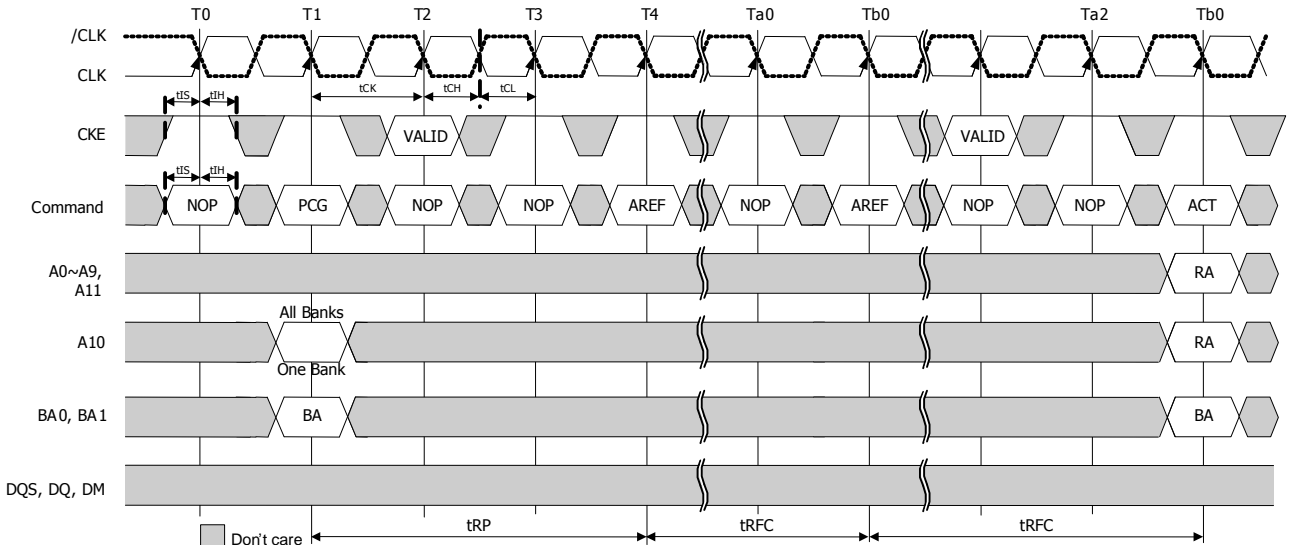 T0 T1 T2 T3 T4 Ta0 Tb0 Ta2 Tb0
/CLK
CLK
tCK tCH tCL
tIS tIH
CKE VALID VALID
tIS tIH
Command NOP PCG NOP NOP AREF NOP AREF NOP NOP ACT
A0~A9,
A11 RA
All Banks
A10 RA
One Bank
BA0, BA1 BA BA
DQS, DQ, DM
Don't care tRP tRFC tRFC